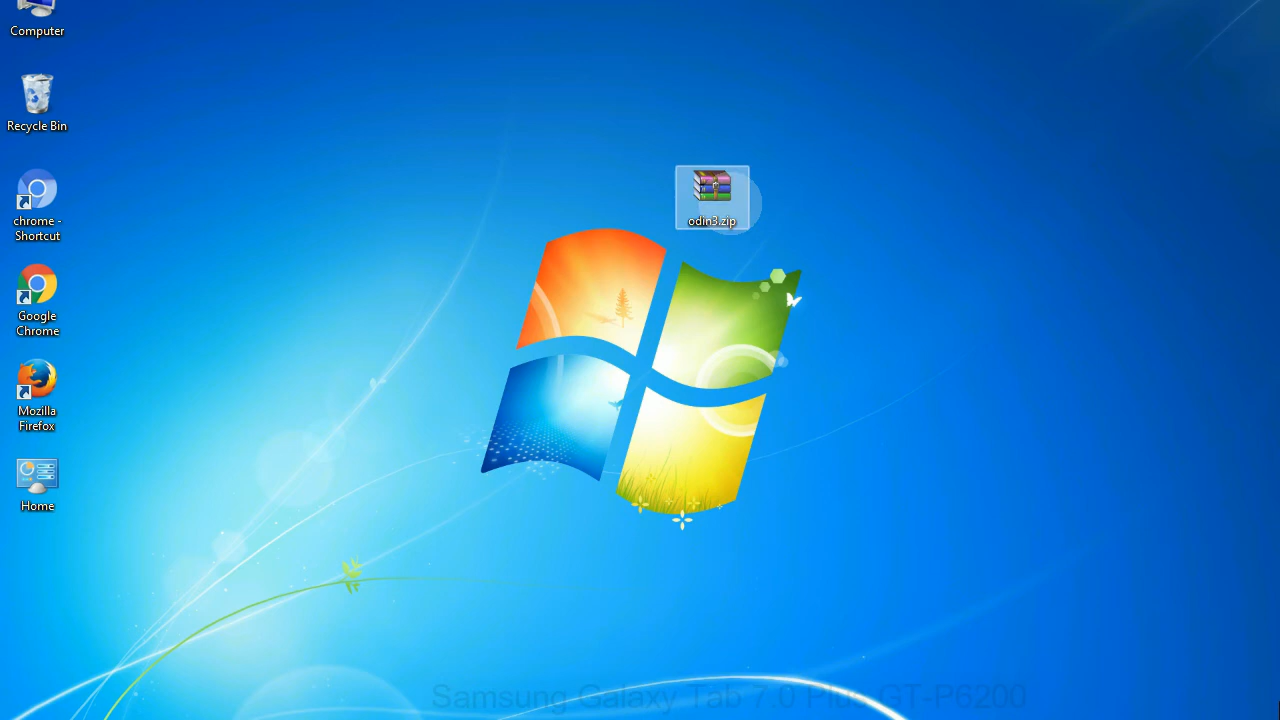 Computer
Recycle Bin
chrome -
Shortcut
Google
Chrome
Mozilla
Firefox
Home
odin3.zip
Samsung Galaxy Tab 7.0 Plus GT-P6200